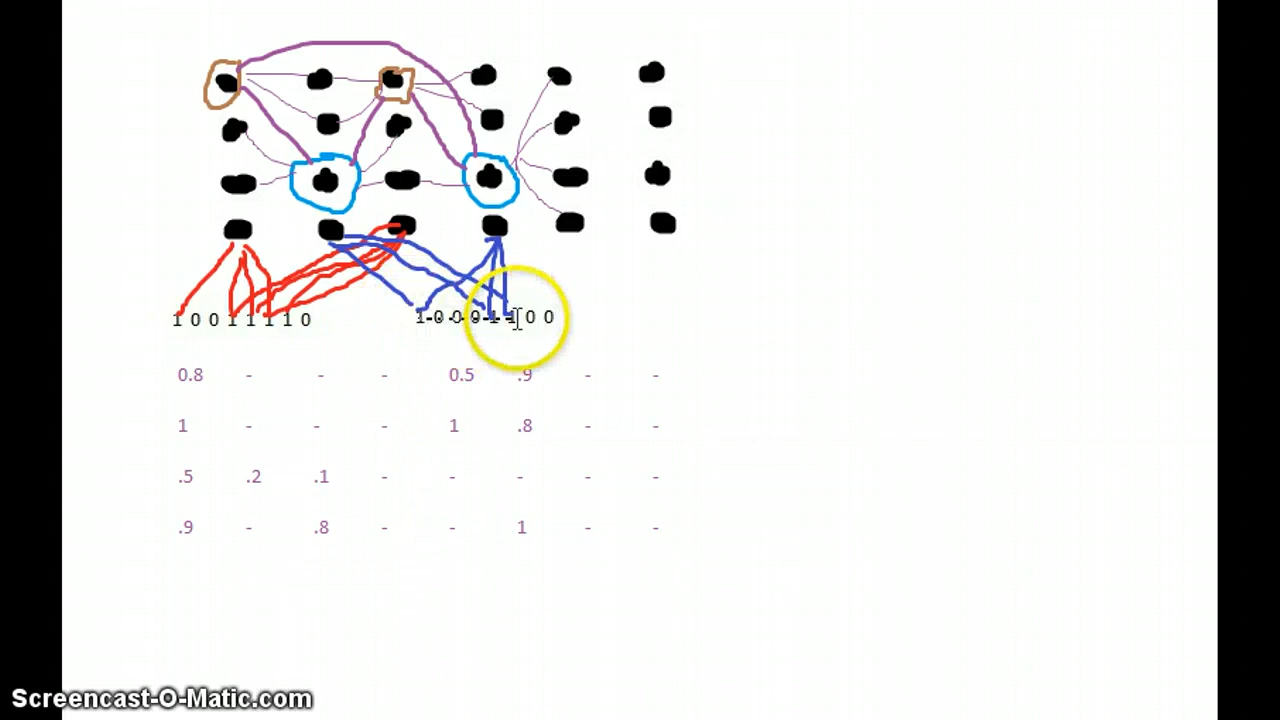 1 0 0 1 1 1 1 0
1 0 0 0 1 1 0 0
0.8 - - - 0.5 .9 - -
1 - - - 1 .8 - -
.5 .2 .1 - - - - -
.9 - .8 - - 1 - -
Screencast-O-Matic.com